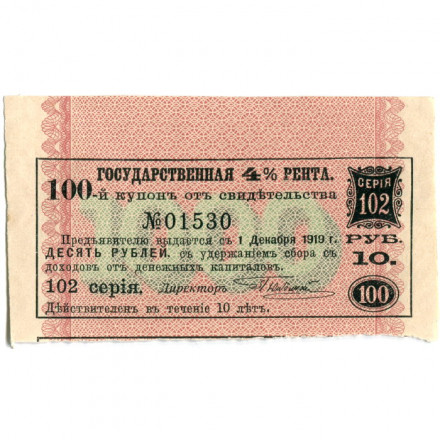 ГОСУДАРСТВЕННАЯ 4% РЕНТА.
100-й купонъ отъ свидѣтельства
№01530
Предъявителю выдается съ 1 Декабря 1919 г.
ДЕСЯТЬ РУБЛЕЙ, съ удержаніемъ сбора съ
доходовъ отъ денежныхъ капиталовъ.
102 серія. Директоръ
Дѣйствителенъ въ теченіе 10 лѣтъ.
СЕРІЯ
102
РУБ.
10.
100